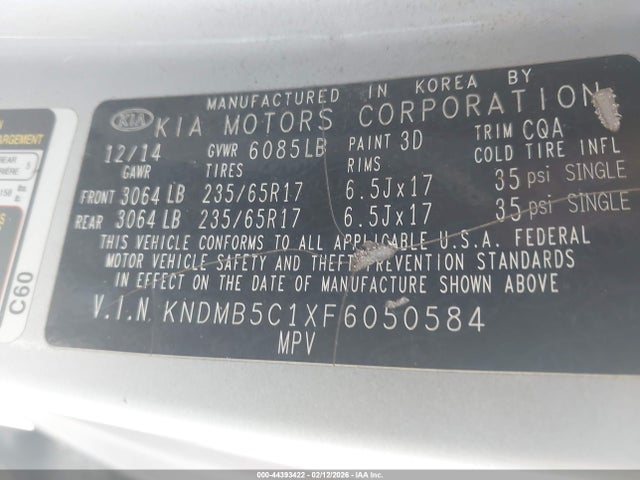 MANUFACTURED IN KOREA BY
KIA KIA MOTORS CORPORATION
12/14 GVWR 6085LB PAINT 3D TRIM CQA
GAWR TIRES RIMS COLD TIRE INFL
FRONT 3064 LB 235/65R17 6.5Jx17 35 psi SINGLE
REAR 3064 LB 235/65R17 6.5Jx17 35 psi SINGLE
THIS VEHICLE CONFORMS TO ALL APPLICABLE U.S.A. FEDERAL
MOTOR VEHICLE SAFETY AND THEFT PREVENTION STANDARDS
IN EFFECT ON THE DATE OF MANUFACTURE SHOWN ABOVE.
V.I.N KNDMB5C1XF6050584
MPV
C60
000-44393422 - 02/12/2026 - COPART